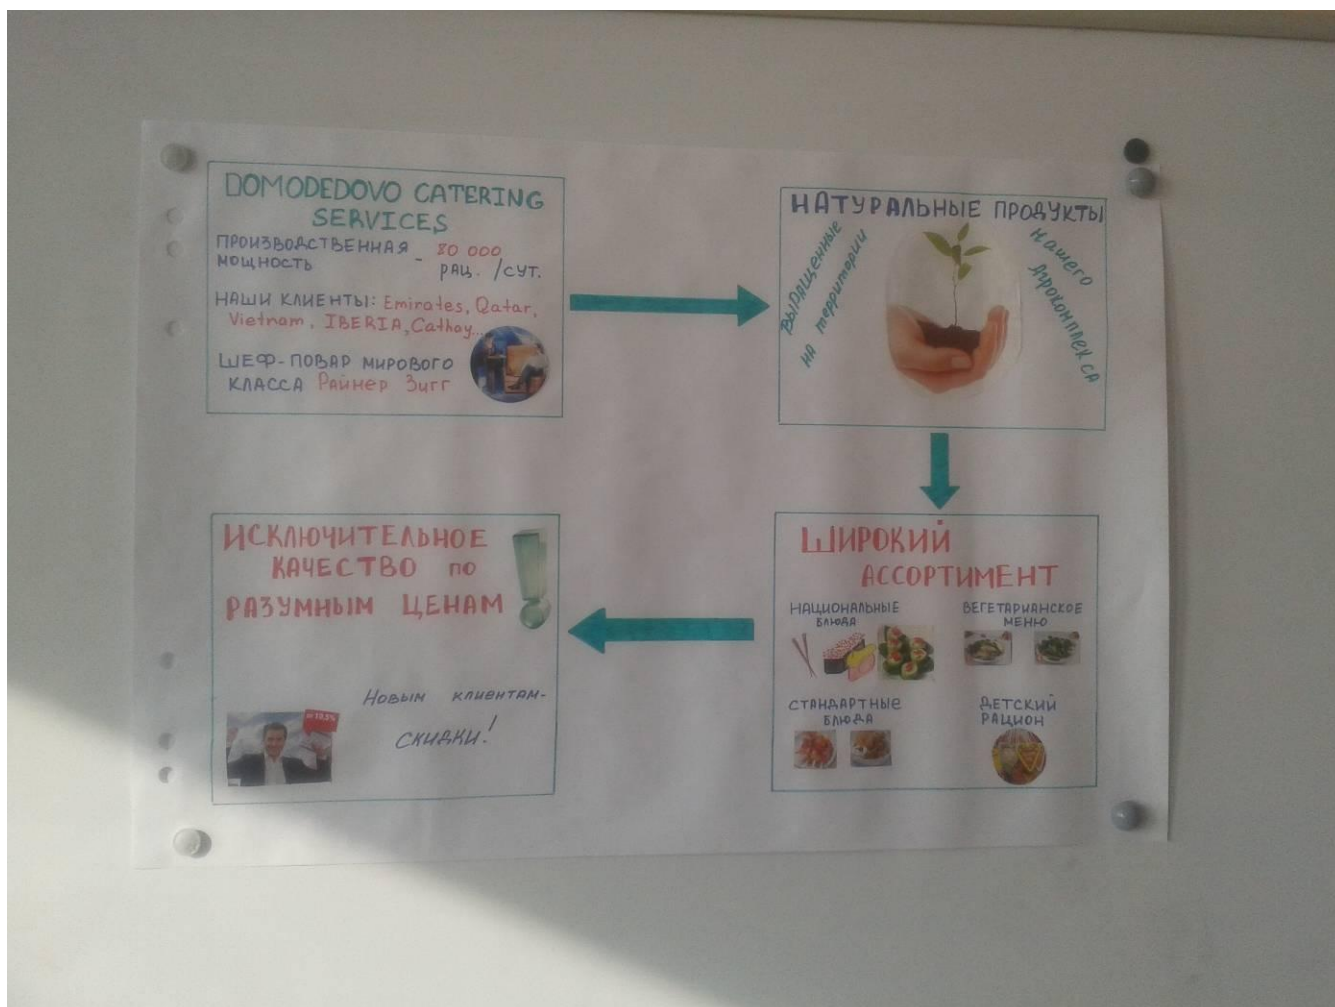 DOMODEDOVO CATERING
SERVICES
ПРОИЗВОДСТВЕННАЯ - 80 000
МОЩНОСТЬ РАЦ. /СУТ.
НАШИ КЛИЕНТЫ: Emirates, Qatar,
Vietnam, IBERIA, Cathay...
ШЕФ-ПОВАР МИРОВОГО
КЛАССА Райнер Зигг
НАТУРАЛЬНЫЕ ПРОДУКТЫ
ВЫРАЩЕННЫЕ
НА территории
Нашего
Агрокомплекса
ШИРОКИЙ
АССОРТИМЕНТ
НАЦИОНАЛЬНЫЕ
БЛЮДА
ВЕГЕТАРИАНСКОЕ
МЕНЮ
СТАНДАРТНЫЕ
БЛЮДА
ДЕТСКИЙ
РАЦИОН
ИСКЛЮЧИТЕЛЬНОЕ
КАЧЕСТВО ПО
РАЗУМНЫМ ЦЕНАМ
Новым клиентам-
СКИДКИ!